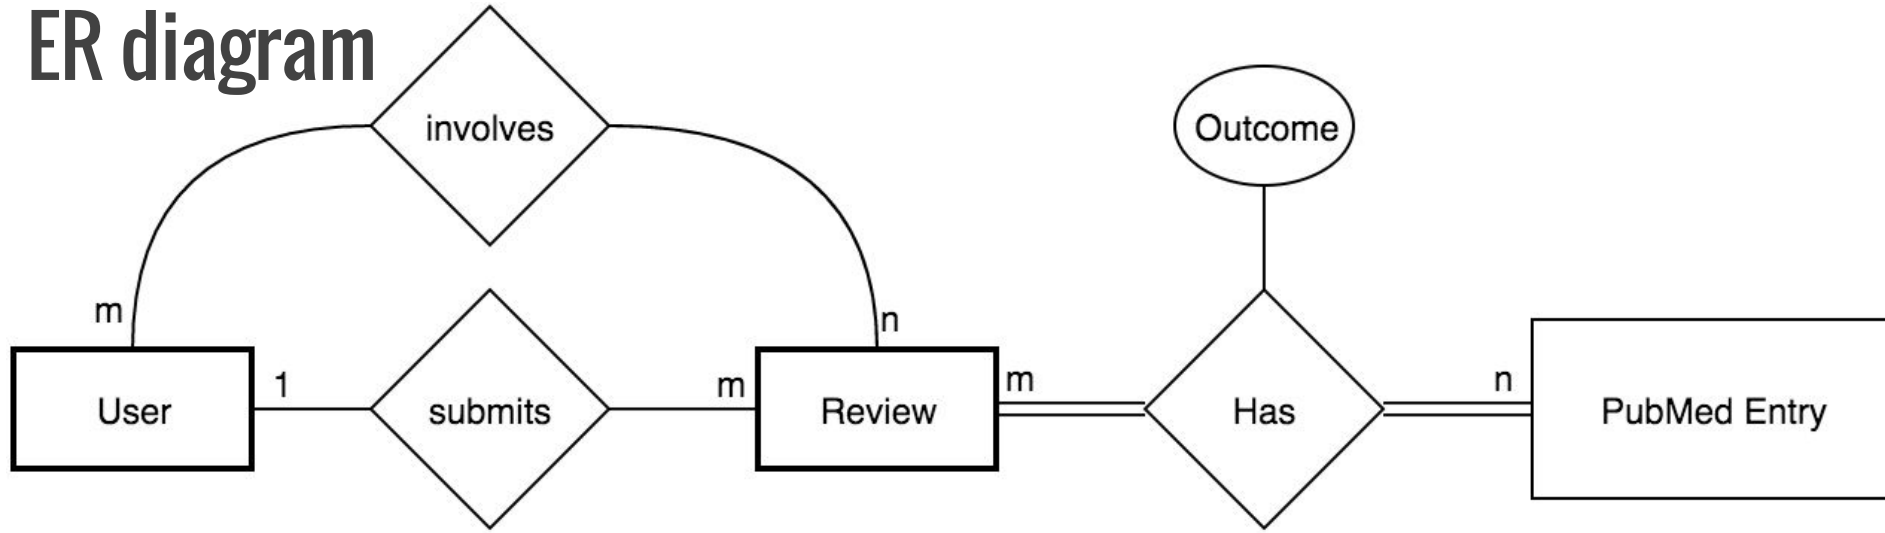 ER diagram
involves
Outcome
m
n
User
1
submits
m
Review
m
Has
n
PubMed Entry